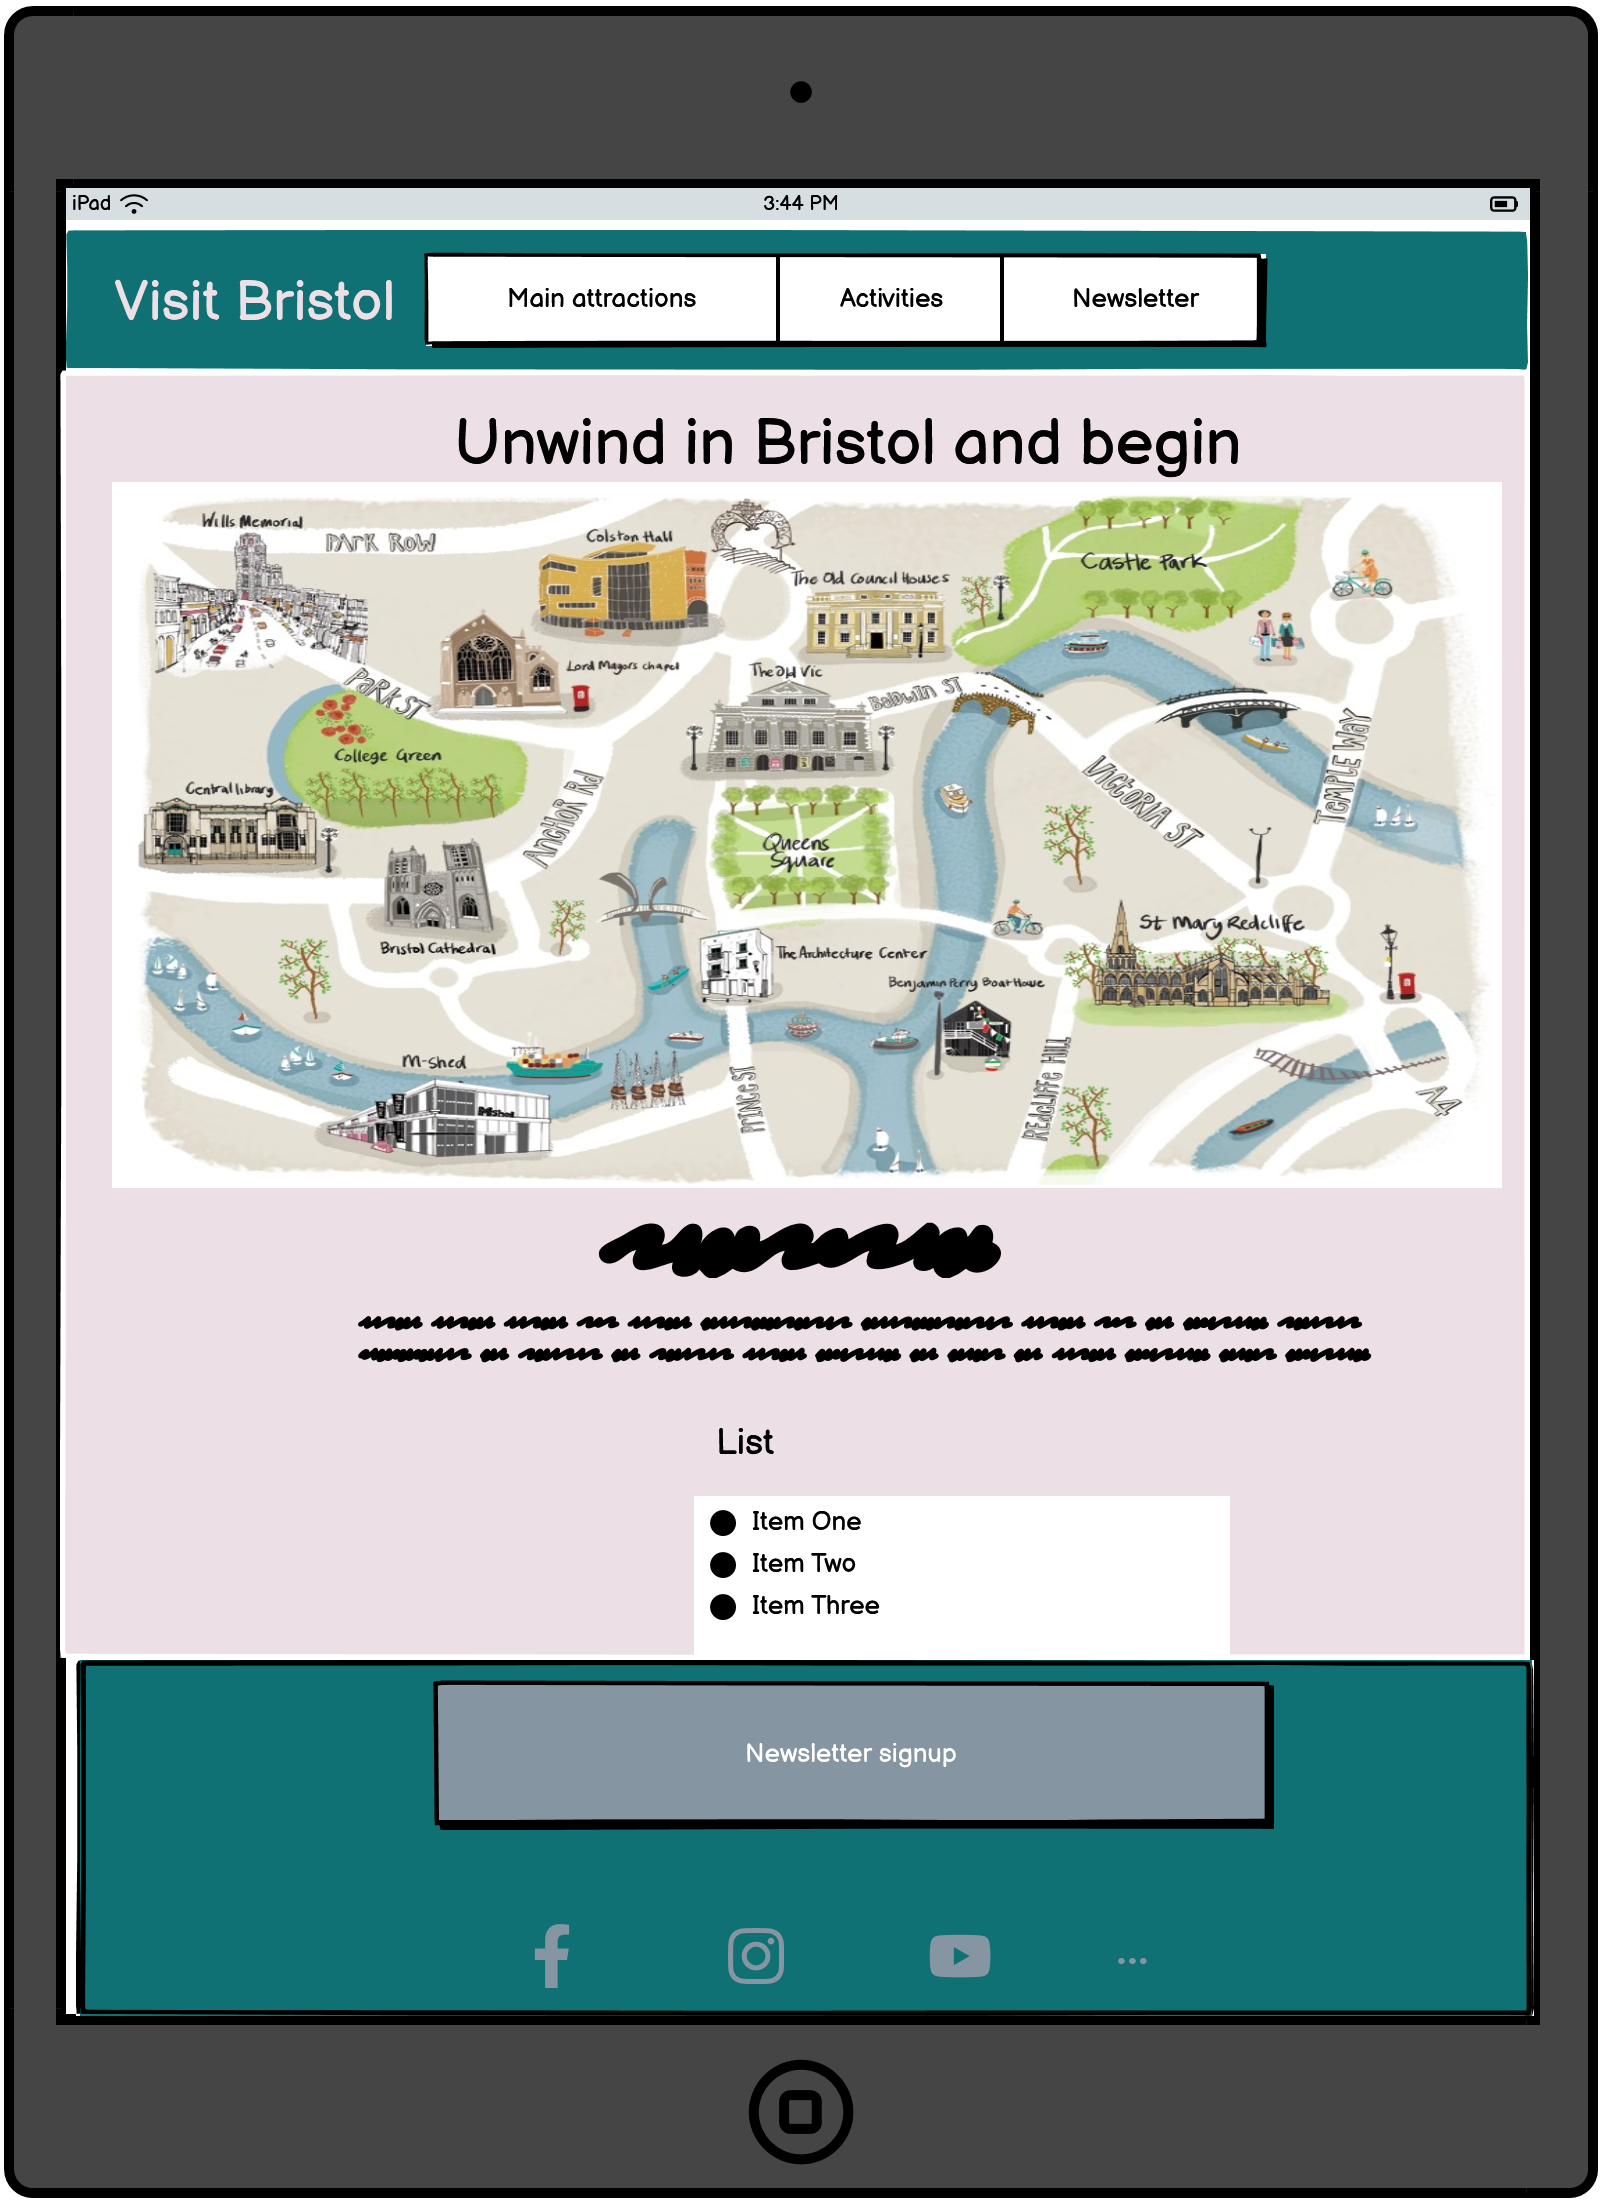 iPad
3:44 PM
Visit Bristol
Main attractions
Activities
Newsletter
Unwind in Bristol and begin
Wills Memorial
PARK ROW
Colston Hall
The Old Council Houses
Castle Park
Lord Mayors chapel
The Old Vic
PARK ST
BaDwin ST
College Green
Central library
ANCHOR Rd
VICTORIA ST
TEMPLE WAY
Queens
Square
Bristol Cathedral
The Architecture Center
St Mary Redcliffe
Benjamin Perry Boat House
M-Shed
PRINCE ST
REDCLIFFE HILL
A4
List
Item One
Item Two
Item Three
Newsletter signup
...